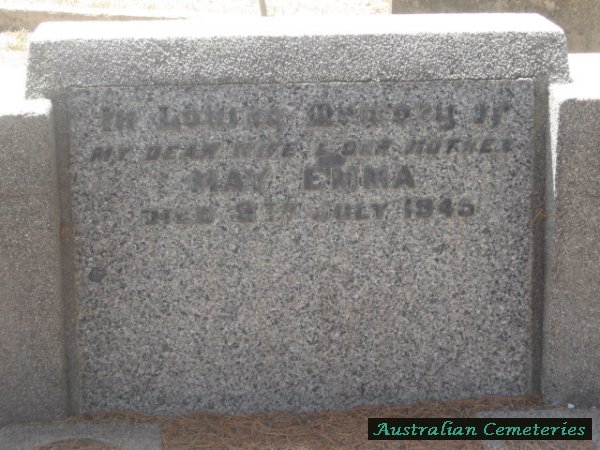 In Loving Memory of
MY DEAR WIFE & OUR MOTHER
MAY EMMA
DIED 9TH JULY 1945
Australian Cemeteries